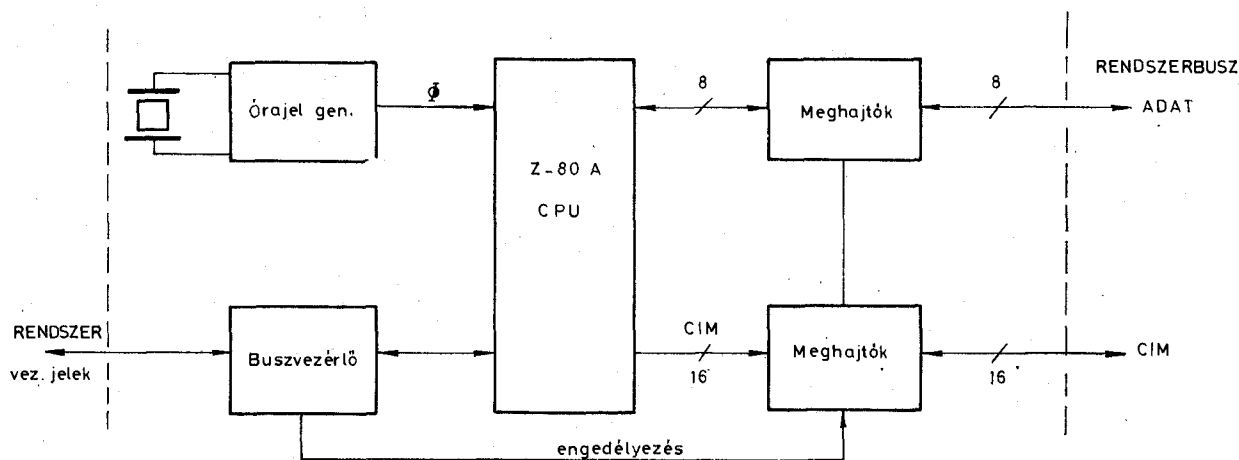 Órajel gen.
Φ
Z-80 A
CPU
8
Meghajtók
8
RENDSZERBUSZ
ADAT
RENDSZER
vez. jelek
Buszvezérlő
CIM
16
Meghajtók
16
CIM
engedélyezés